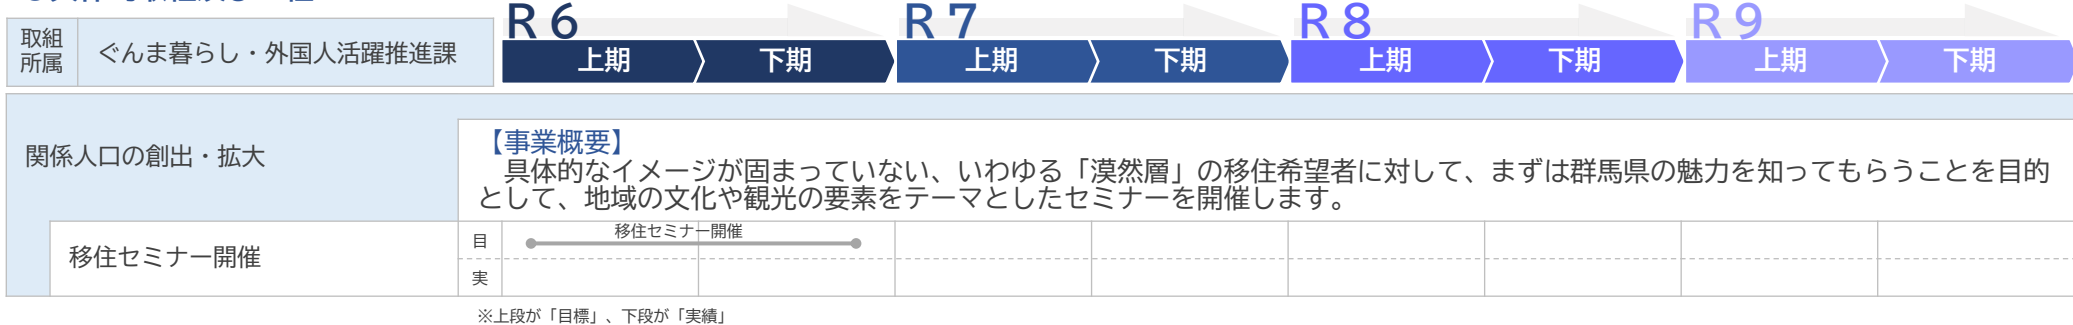 R6 R7 R8 R9
取組所属 ぐんま暮らし・外国人活躍推進課 上期 下期 上期 下期 上期 下期 上期 下期
関係人口の創出・拡大
【事業概要】
具体的なイメージが固まっていない、いわゆる「漠然層」の移住希望者に対して、まずは群馬県の魅力を知ってもらうことを目的
として、地域の文化や観光の要素をテーマとしたセミナーを開催します。
移住セミナー開催
目 移住セミナー開催
実
※上段が「目標」、下段が「実績」